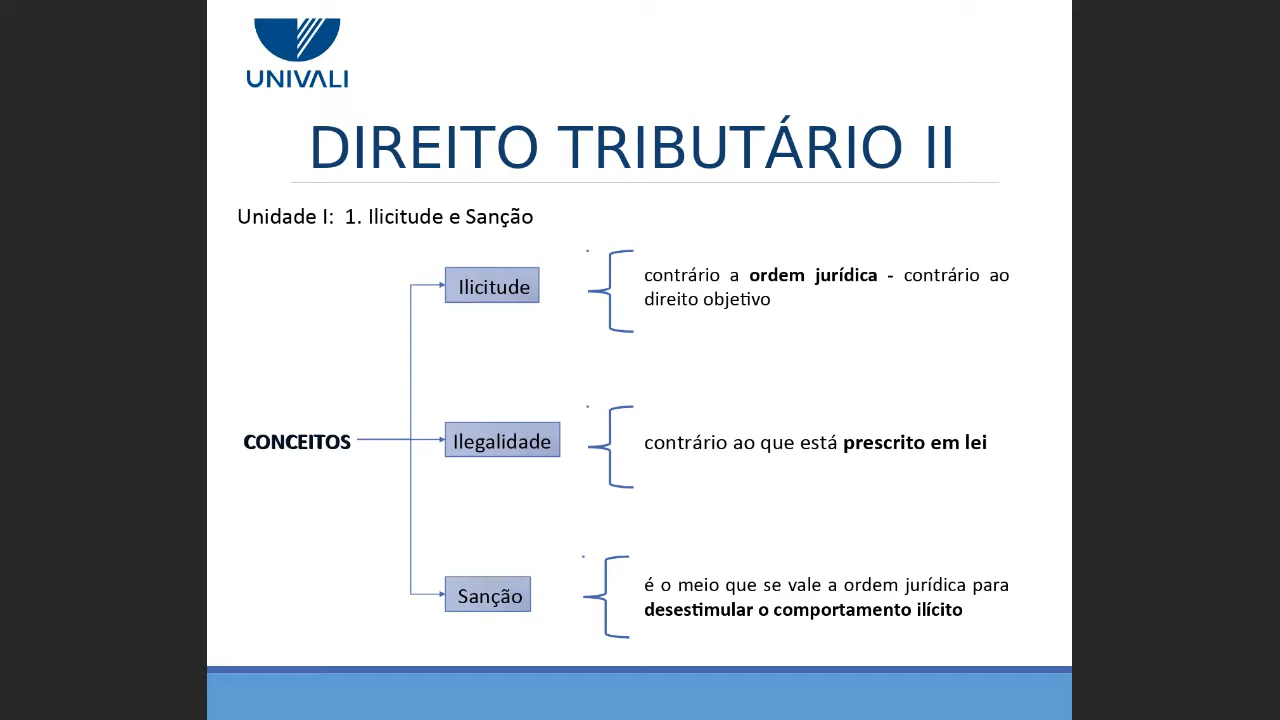 UNIVALI
DIREITO TRIBUTÁRIO II
Unidade I: 1. Ilicitude e Sanção
Ilicitude
contrário a ordem jurídica - contrário ao
direito objetivo
CONCEITOS
Ilegalidade
contrário ao que está prescrito em lei
Sanção
é o meio que se vale a ordem jurídica para
desestimular o comportamento ilícito